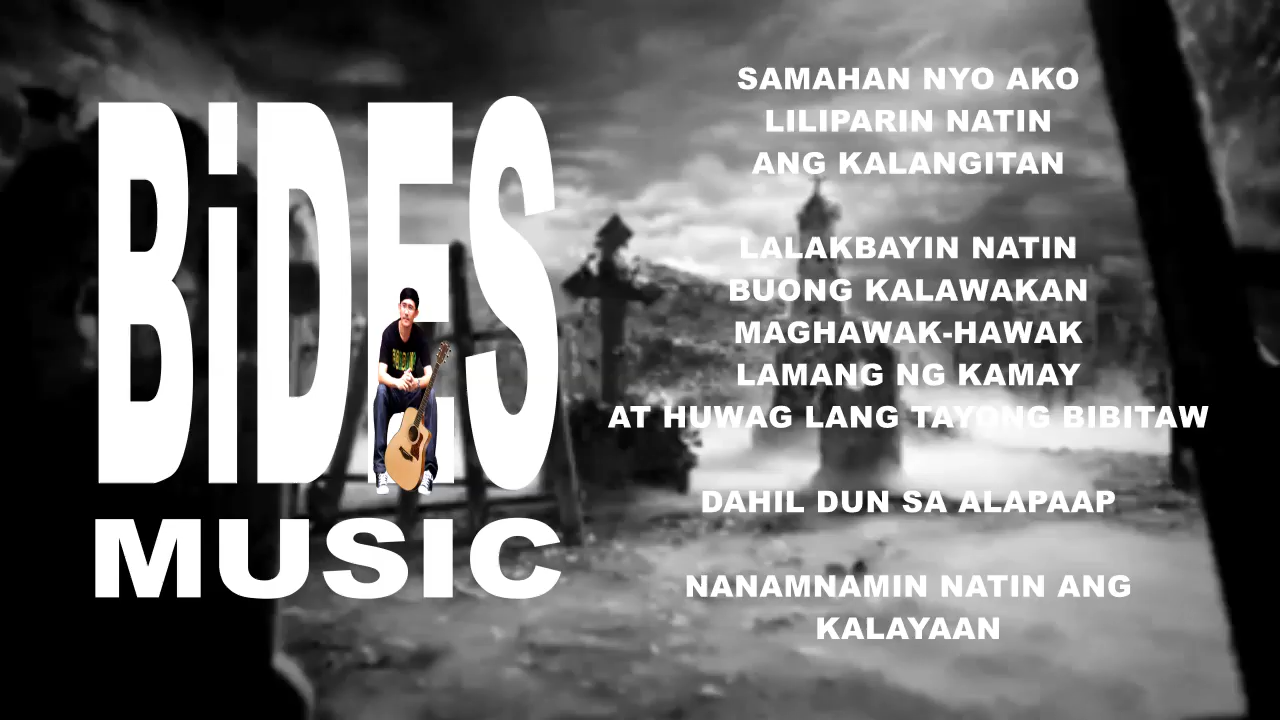 BiDES
MUSIC
SAMAHAN NYO AKO
LILIPARIN NATIN
ANG KALANGITAN
LALAKBAYIN NATIN
BUONG KALAWAKAN
MAGHAWAK-HAWAK
LAMANG NG KAMAY
AT HUWAG LANG TAYONG BIBITAW
DAHIL DUN SA ALAPAAP
NANAMNAMIN NATIN ANG
KALAYAAN